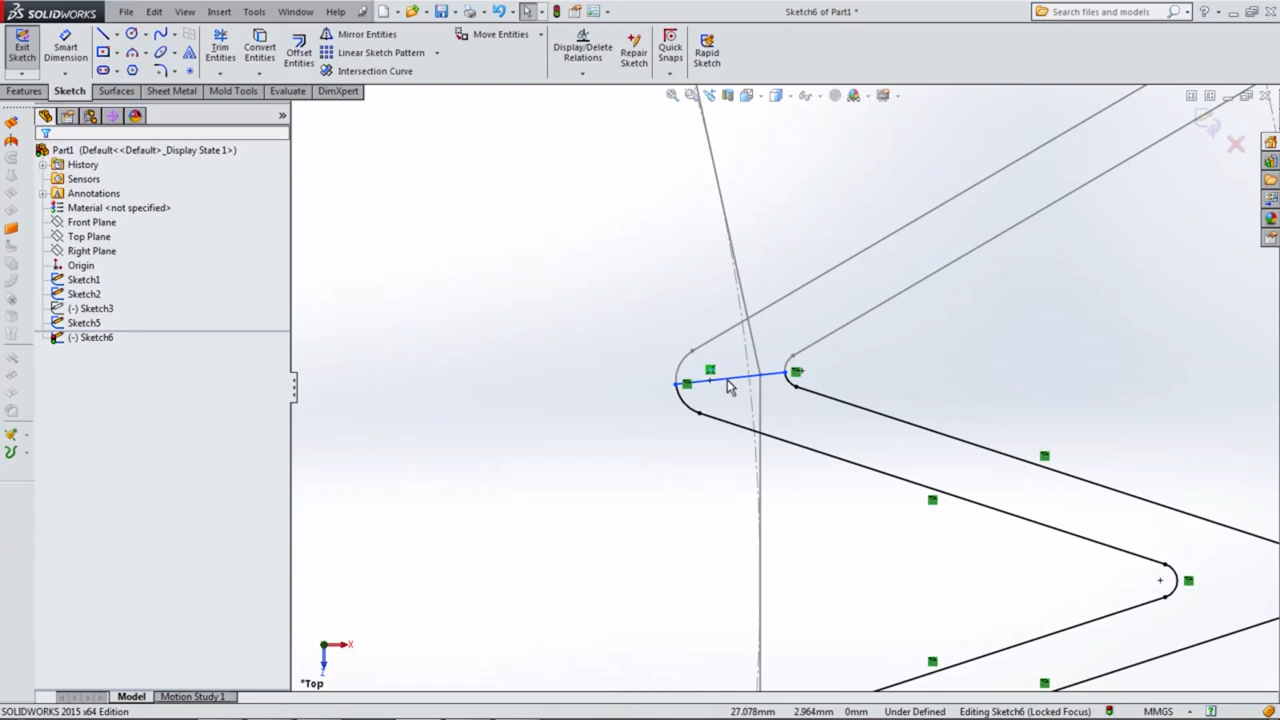 SOLIDWORKS File Edit View Insert Tools Window Help Sketch6 of Part1 * Search files and models
Exit Sketch
Smart Dimension
Trim Entities
Convert Entities
Offset Entities
Mirror Entities
Linear Sketch Pattern
Intersection Curve
Move Entities
Display/Delete Relations
Repair Sketch
Quick Snaps
Rapid Sketch
Features Sketch Surfaces Sheet Metal Mold Tools Evaluate DimXpert
Part1 (Default<<Default>_Display State 1>)
History
Sensors
Annotations
Material <not specified>
Front Plane
Top Plane
Right Plane
Origin
Sketch1
Sketch2
(-) Sketch3
Sketch5
(-) Sketch6
X
Z
*Top
Model Motion Study 1
SOLIDWORKS 2015 x64 Edition 27.078mm 2.964mm 0mm Under Defined Editing Sketch6 (Locked Focus) MMGS